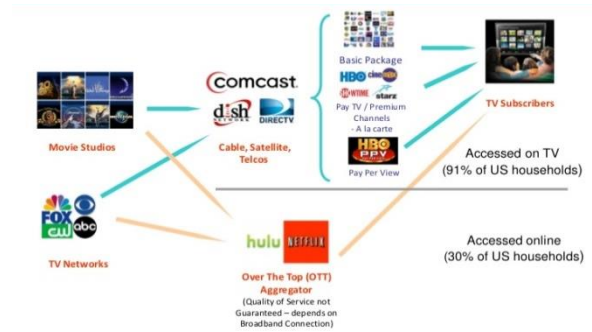 Movie Studios
TV Networks
FOX
CW
abc
Comcast.
dish
NETWORK
DIRECTV
Cable, Satellite,
Telcos
Basic Package
HBO cinemax
SHOWTIME starz
Pay TV / Premium
Channels
- A la carte
HBO
PPV
Pay Per View
TV Subscribers
Accessed on TV
(91% of US households)
hulu NETFLIX
Over The Top (OTT)
Aggregator
(Quality of Service not
Guaranteed – depends on
Broadband Connection)
Accessed online
(30% of US households)